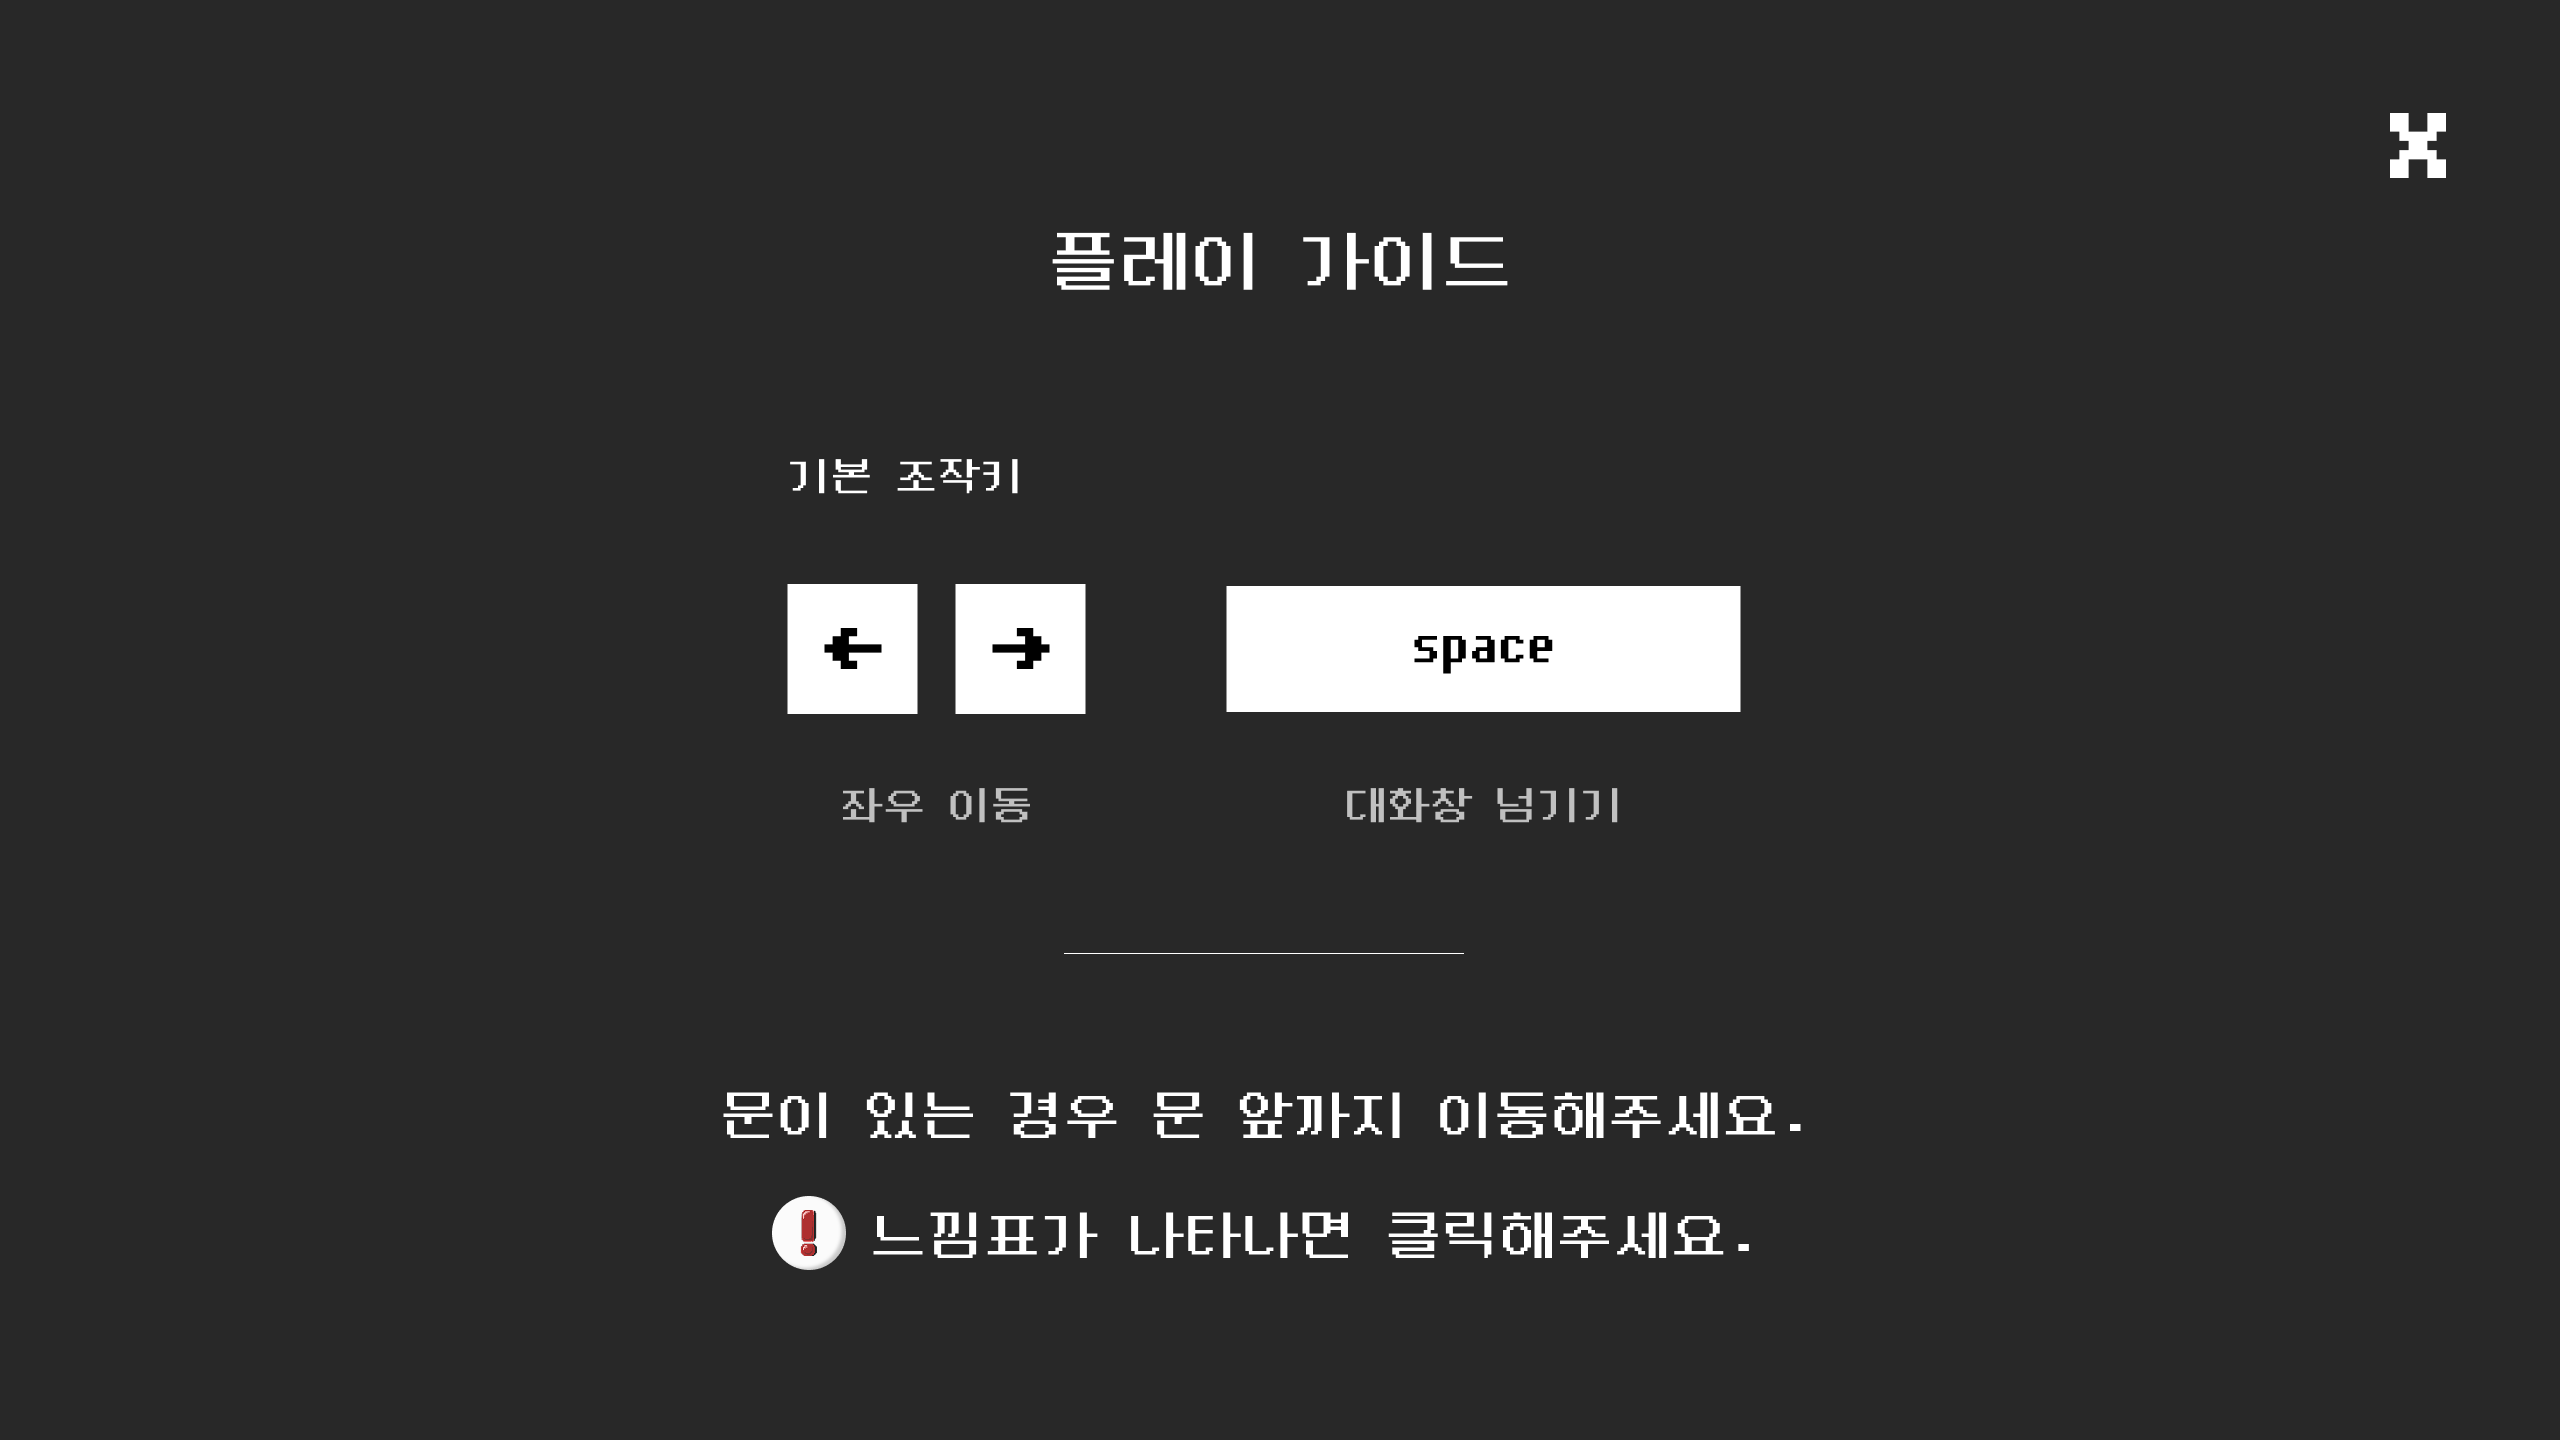 X
플레이 가이드
기본 조작키
← → space
좌우 이동 대화창 넘기기
문이 있는 경우 문 앞까지 이동해주세요.
! 느낌표가 나타나면 클릭해주세요.